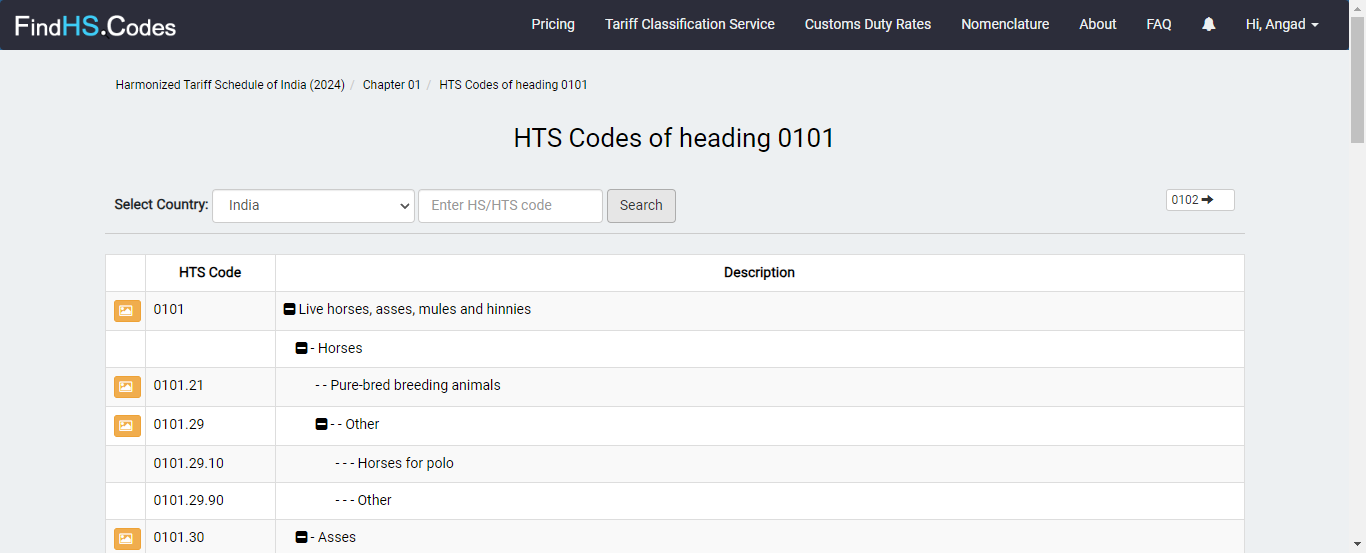 FindHS.Codes Pricing Tariff Classification Service Customs Duty Rates Nomenclature About FAQ Hi, Angad
Harmonized Tariff Schedule of India (2024) / Chapter 01 / HTS Codes of heading 0101
HTS Codes of heading 0101
Select Country: India Enter HS/HTS code Search 0102
HTS Code Description
0101 Live horses, asses, mules and hinnies
- Horses
0101.21 - - Pure-bred breeding animals
0101.29 - - Other
0101.29.10 - - - Horses for polo
0101.29.90 - - - Other
0101.30 - Asses